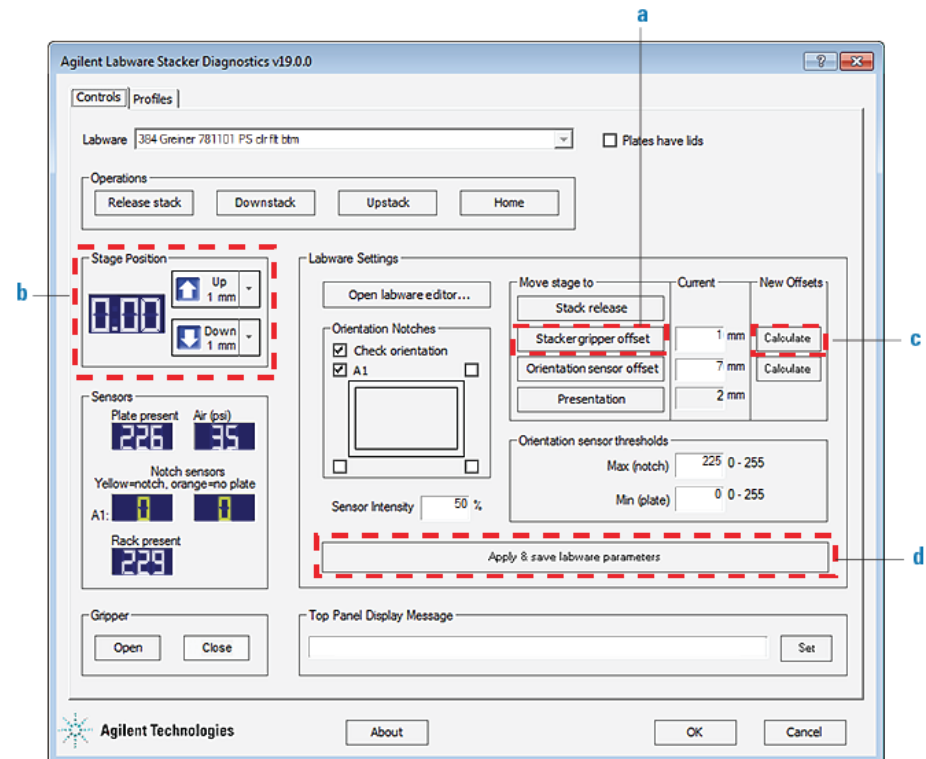 a
Agilent Labware Stacker Diagnostics v19.0.0
Controls Profiles
Labware 384 Greiner 781101 PS clr flt btm Plates have lids
Operations
Release stack Downstack Upstack Home
b
Stage Position
0.00
Up
1 mm
Down
1 mm
Sensors
Plate present Air (psi)
226 35
Notch sensors
Yellow=notch, orange=no plate
A1: 0 0
Rack present
229
Gripper
Open Close
Labware Settings
Open labware editor...
Orientation Notches
Check orientation
A1
Sensor Intensity 50 %
Move stage to Current New Offsets
Stack release
Stacker gripper offset 1 mm Calculate
c
Orientation sensor offset 7 mm Calculate
Presentation 2 mm
Orientation sensor thresholds
Max (notch) 225 0 - 255
Min (plate) 0 0 - 255
Apply & save labware parameters
d
Top Panel Display Message
Set
Agilent Technologies About OK Cancel